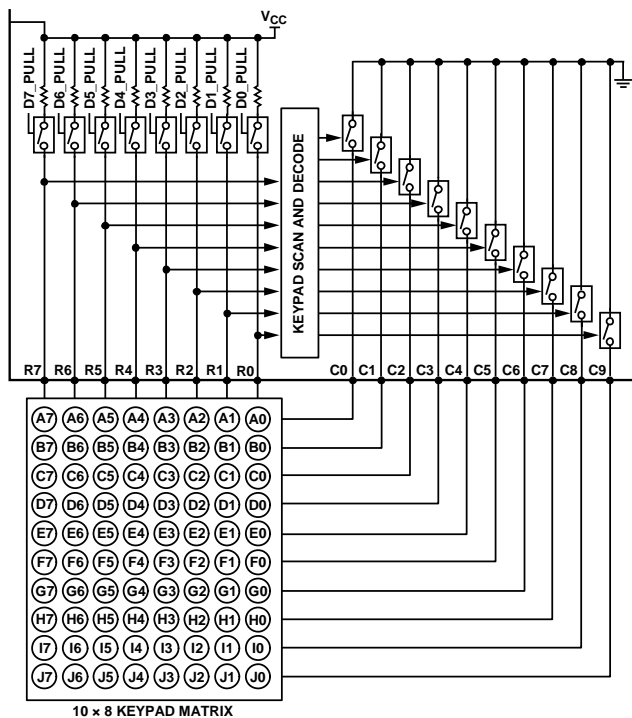 VCC
D7_PULL
D6_PULL
D5_PULL
D4_PULL
D3_PULL
D2_PULL
D1_PULL
D0_PULL
KEYPAD SCAN AND DECODE
R7 R6 R5 R4 R3 R2 R1 R0 C0 C1 C2 C3 C4 C5 C6 C7 C8 C9
A7 A6 A5 A4 A3 A2 A1 A0
B7 B6 B5 B4 B3 B2 B1 B0
C7 C6 C5 C4 C3 C2 C1 C0
D7 D6 D5 D4 D3 D2 D1 D0
E7 E6 E5 E4 E3 E2 E1 E0
F7 F6 F5 F4 F3 F2 F1 F0
G7 G6 G5 G4 G3 G2 G1 G0
H7 H6 H5 H4 H3 H2 H1 H0
I7 I6 I5 I4 I3 I2 I1 I0
J7 J6 J5 J4 J3 J2 J1 J0
10 × 8 KEYPAD MATRIX